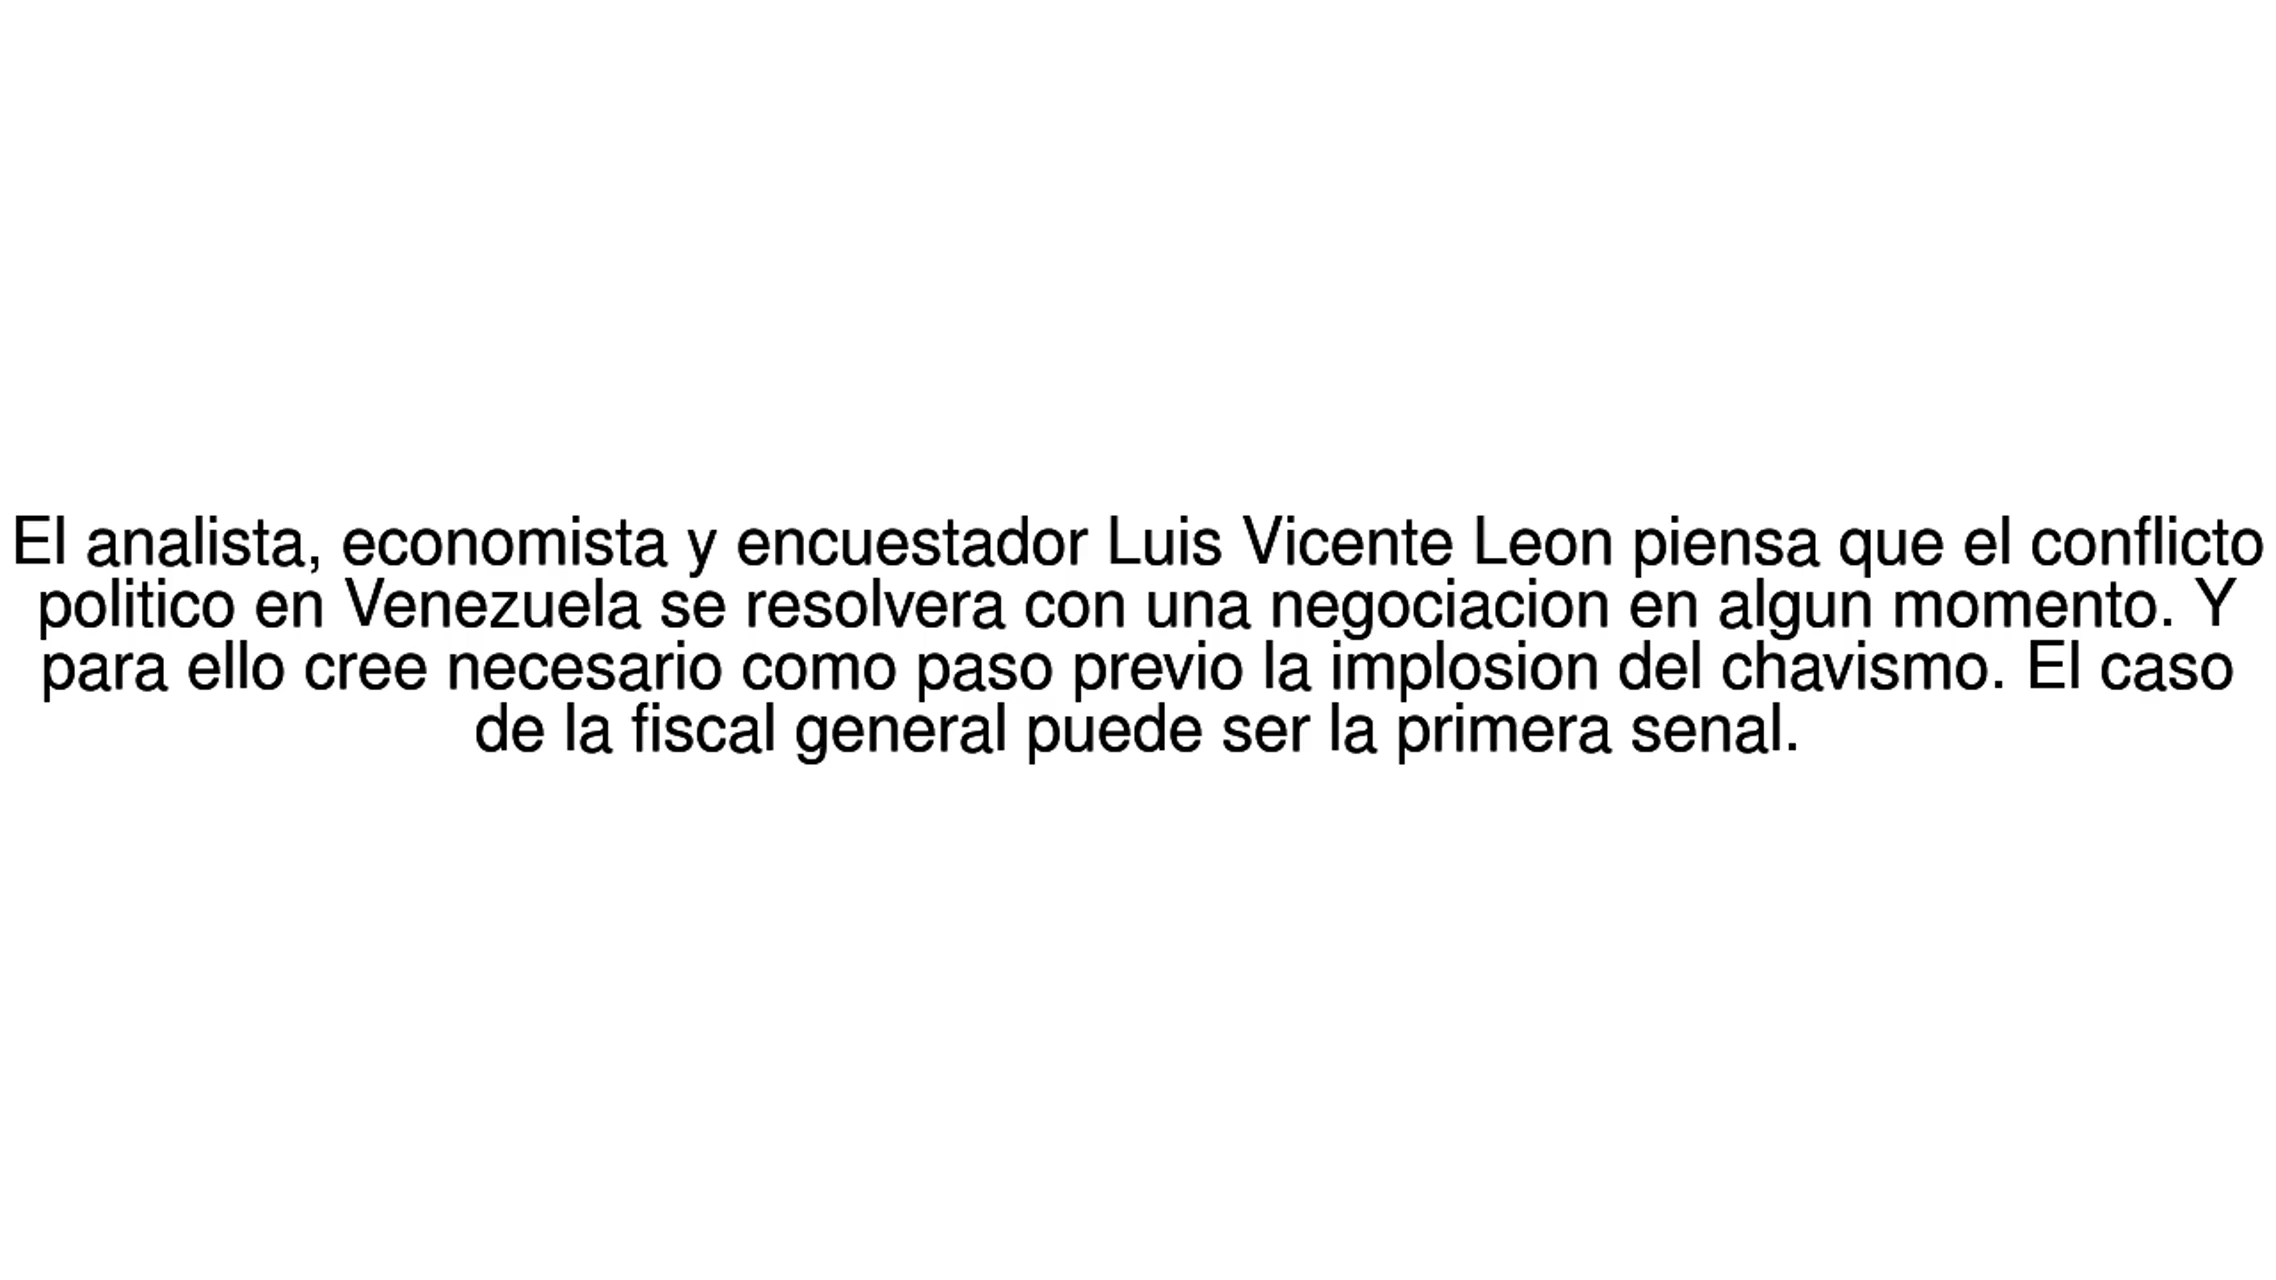 El analista, economista y encuestador Luis Vicente Leon piensa que el conflicto
politico en Venezuela se resolvera con una negociacion en algun momento. Y
para ello cree necesario como paso previo la implosion del chavismo. El caso
de la fiscal general puede ser la primera senal.